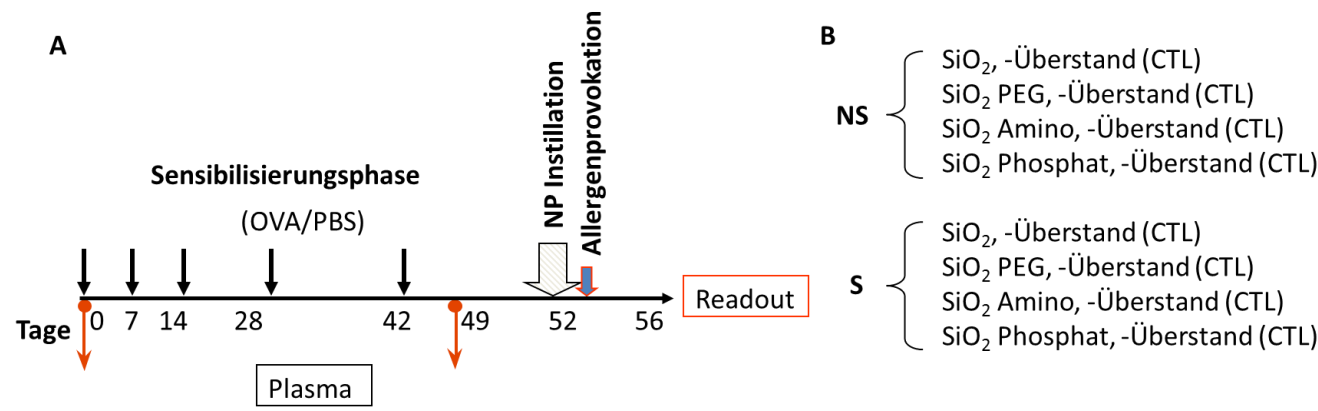 A
Sensibilisierungsphase
(OVA/PBS)
NP Instillation
Allergenprovokation
Readout
Tage
0 7 14 28 42 49 52 56
Plasma
B
NS
SiO₂, -Überstand (CTL)
SiO₂ PEG, -Überstand (CTL)
SiO₂ Amino, -Überstand (CTL)
SiO₂ Phosphat, -Überstand (CTL)
S
SiO₂, -Überstand (CTL)
SiO₂ PEG, -Überstand (CTL)
SiO₂ Amino, -Überstand (CTL)
SiO₂ Phosphat, -Überstand (CTL)